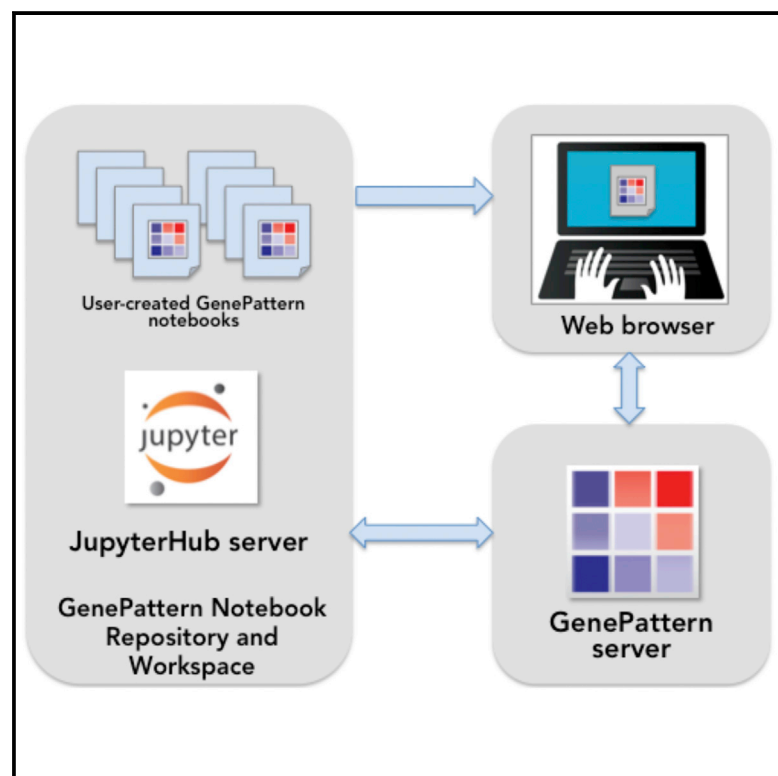 User-created GenePattern
notebooks
jupyter
JupyterHub server
GenePattern Notebook
Repository and
Workspace
Web browser
GenePattern
server